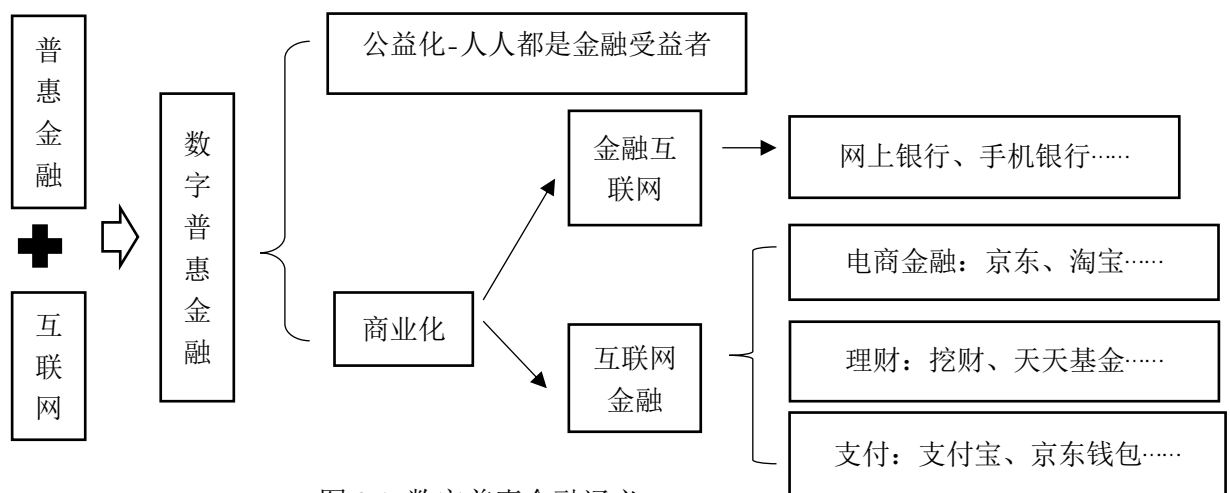 普惠金融
互联网
数字普惠金融
公益化-人人都是金融受益者
商业化
金融互
联网
互联网
金融
网上银行、手机银行……
电商金融：京东、淘宝……
理财：挖财、天天基金……
支付：支付宝、京东钱包……